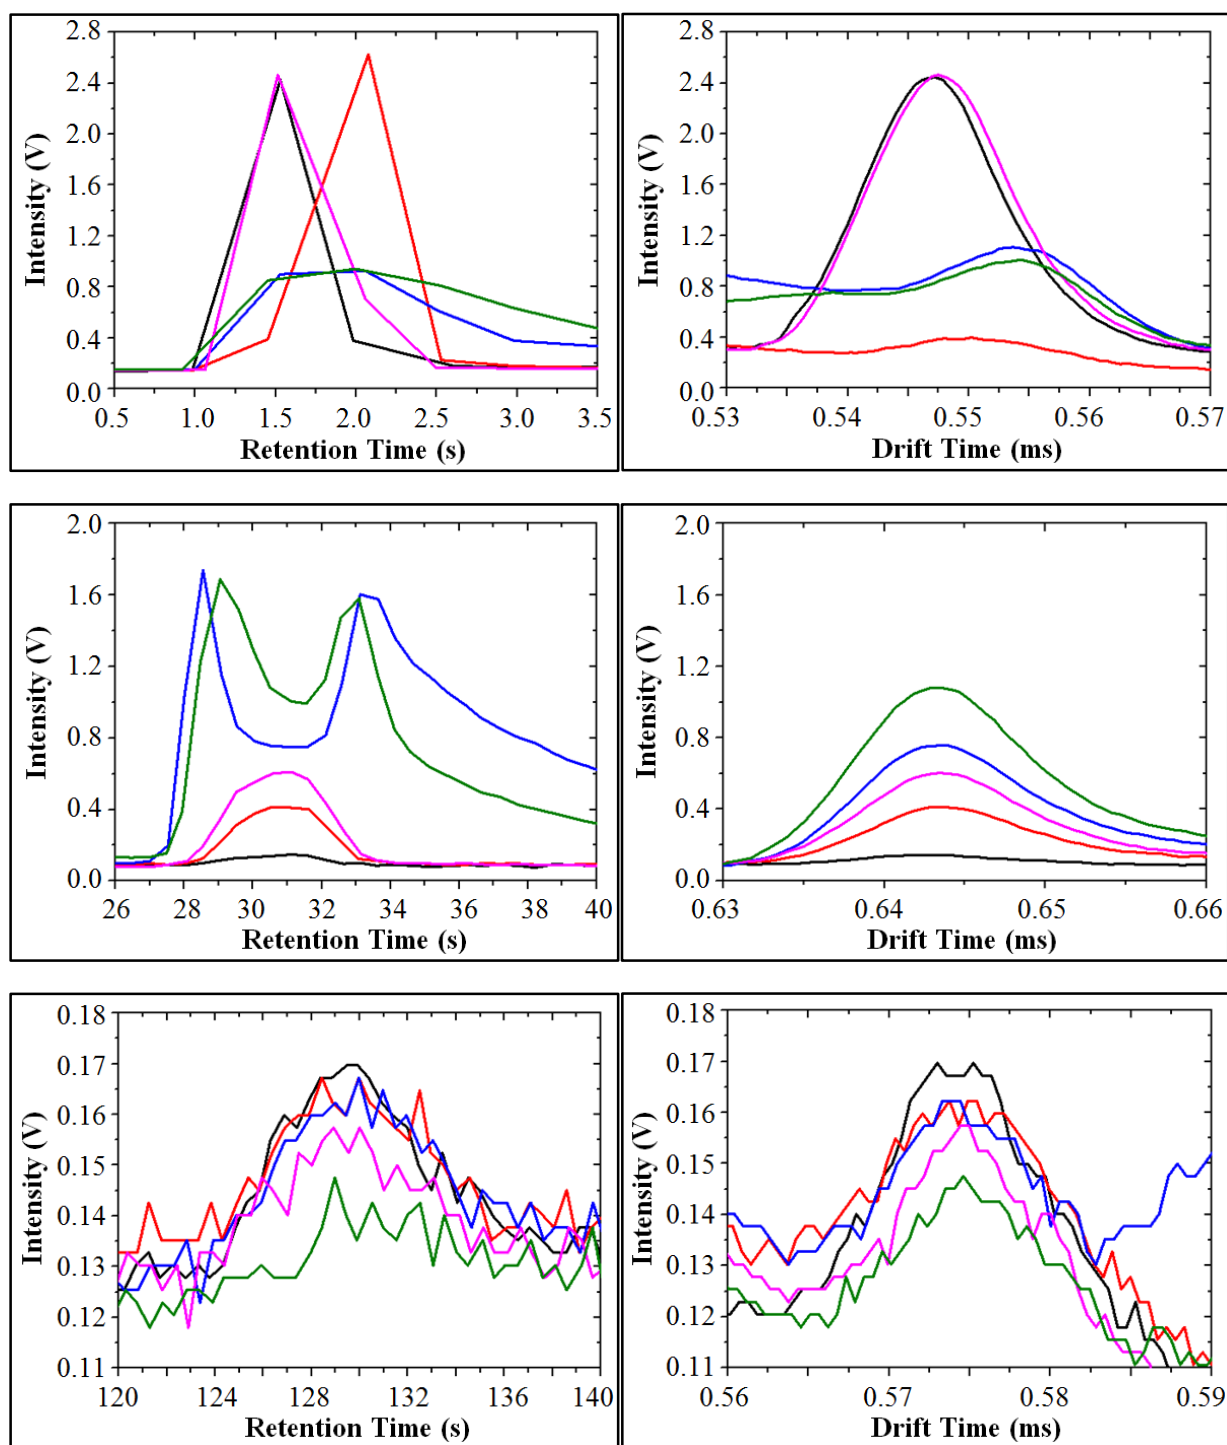 2.8
2.4
2.0
1.6
1.2
0.8
0.4
0.0
Intensity (V)
0.5 1.0 1.5 2.0 2.5 3.0 3.5
Retention Time (s)
2.8
2.4
2.0
1.6
1.2
0.8
0.4
0.0
Intensity (V)
0.53 0.54 0.55 0.56 0.57
Drift Time (ms)
2.0
1.6
1.2
0.8
0.4
0.0
Intensity (V)
26 28 30 32 34 36 38 40
Retention Time (s)
2.0
1.6
1.2
0.8
0.4
0.0
Intensity (V)
0.63 0.64 0.65 0.66
Drift Time (ms)
0.18
0.17
0.16
0.15
0.14
0.13
0.12
0.11
Intensity (V)
120 124 128 132 136 140
Retention Time (s)
0.18
0.17
0.16
0.15
0.14
0.13
0.12
0.11
Intensity (V)
0.56 0.57 0.58 0.59
Drift Time (ms)